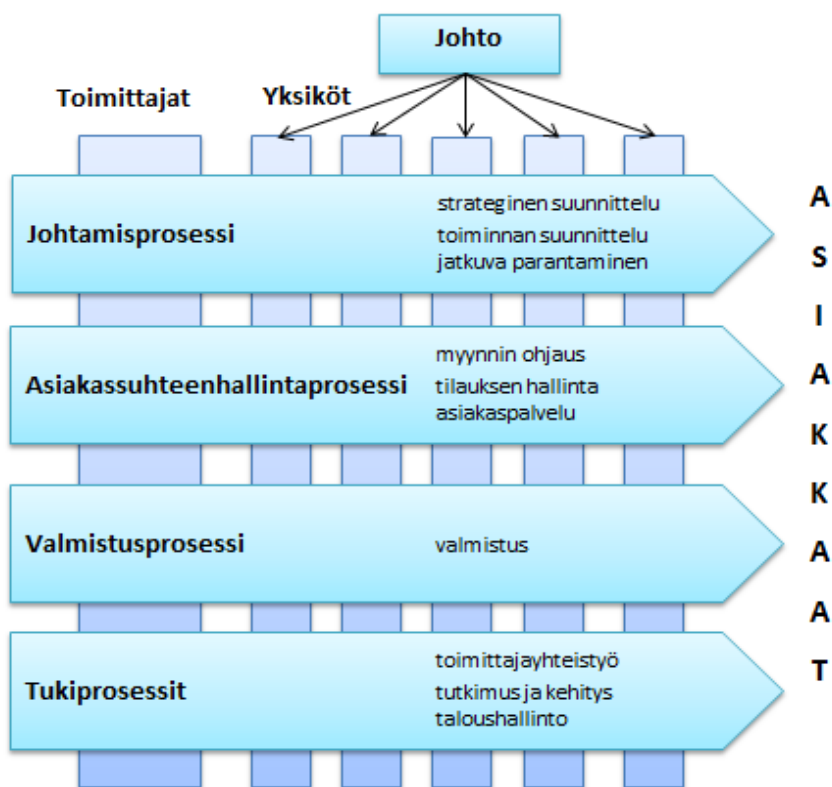 Johto
Toimittajat
Yksiköt
Johtamisprosessi
strateginen suunnittelu
toiminnan suunnittelu
jatkuva parantaminen
Asiakassuhteenhallintaprosessi
myynnin ohjaus
tilauksen hallinta
asiakaspalvelu
Valmistusprosessi
valmistus
Tukiprosessit
toimittajayhteistyö
tutkimus ja kehitys
taloushallinto
A
S
I
A
K
K
A
A
T